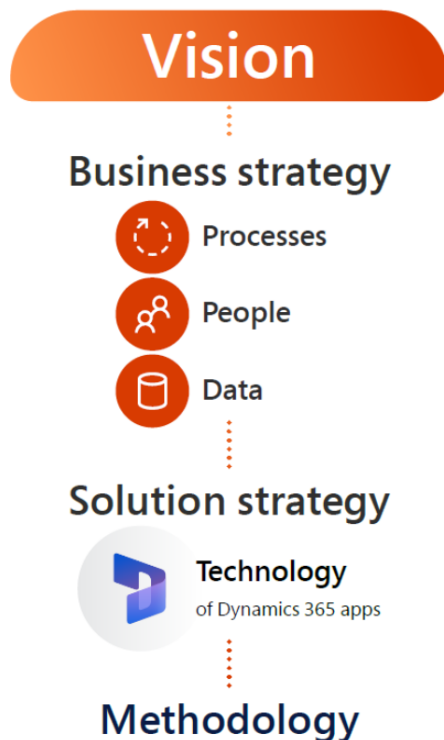 Vision
Business strategy
Processes
People
Data
Solution strategy
Technology
of Dynamics 365 apps
Methodology